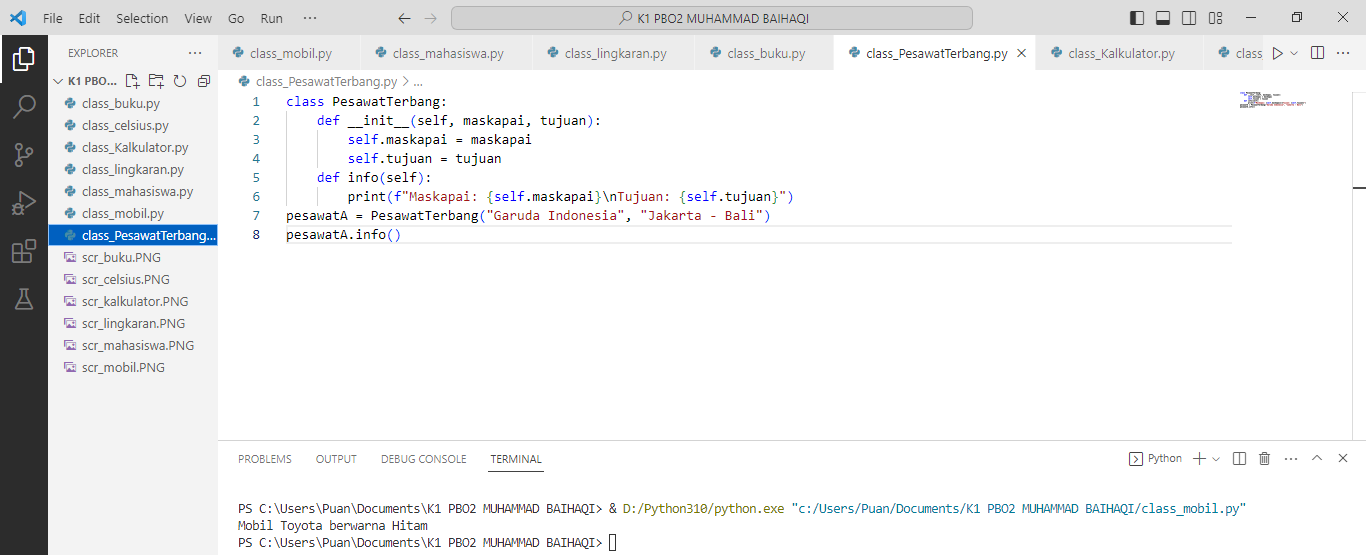 File Edit Selection View Go Run ... K1 PBO2 MUHAMMAD BAIHAQI
EXPLORER ...
class_mobil.py class_mahasiswa.py class_lingkaran.py class_buku.py class_PesawatTerbang.py class_Kalkulator.py class
K1 PBO...
class_PesawatTerbang.py > ...
class_buku.py
class_celsius.py
class_Kalkulator.py
class_lingkaran.py
class_mahasiswa.py
class_mobil.py
class_PesawatTerbang...
scr_buku.PNG
scr_celsius.PNG
scr_kalkulator.PNG
scr_lingkaran.PNG
scr_mahasiswa.PNG
scr_mobil.PNG
1 class PesawatTerbang:
2     def __init__(self, maskapai, tujuan):
3         self.maskapai = maskapai
4         self.tujuan = tujuan
5     def info(self):
6         print(f"Maskapai: {self.maskapai}\nTujuan: {self.tujuan}")
7 pesawatA = PesawatTerbang("Garuda Indonesia", "Jakarta - Bali")
8 pesawatA.info()
PROBLEMS OUTPUT DEBUG CONSOLE TERMINAL Python
PS C:\Users\Puan\Documents\K1 PBO2 MUHAMMAD BAIHAQI> & D:/Python310/python.exe "c:/Users/Puan/Documents/K1 PBO2 MUHAMMAD BAIHAQI/class_mobil.py"
Mobil Toyota berwarna Hitam
PS C:\Users\Puan\Documents\K1 PBO2 MUHAMMAD BAIHAQI>